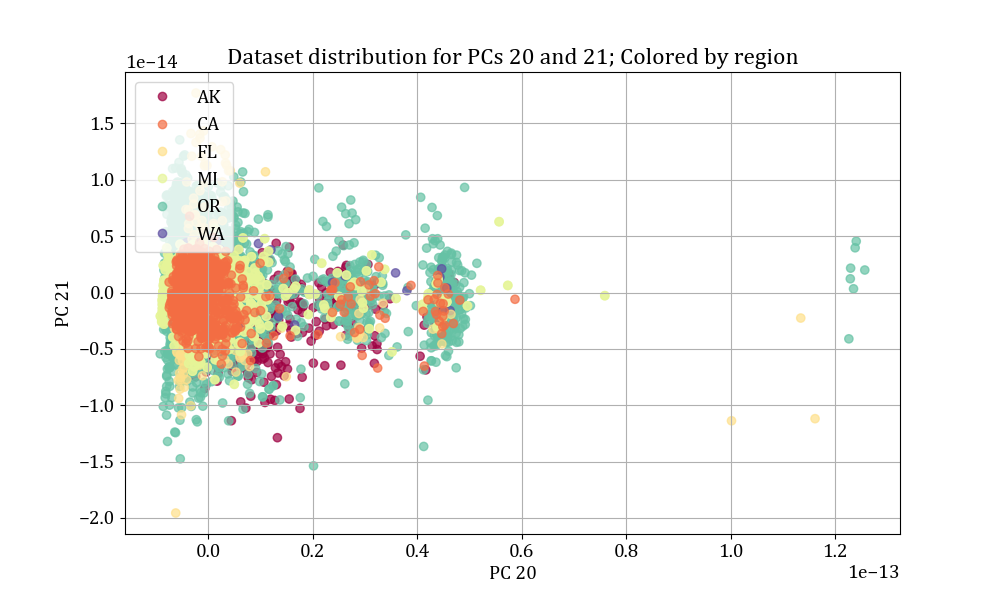 Dataset distribution for PCs 20 and 21; Colored by region
1e−14
AK
CA
FL
MI
OR
WA
1.5
1.0
0.5
0.0
−0.5
−1.0
−1.5
−2.0
PC 21
0.0 0.2 0.4 0.6 0.8 1.0 1.2
1e−13
PC 20